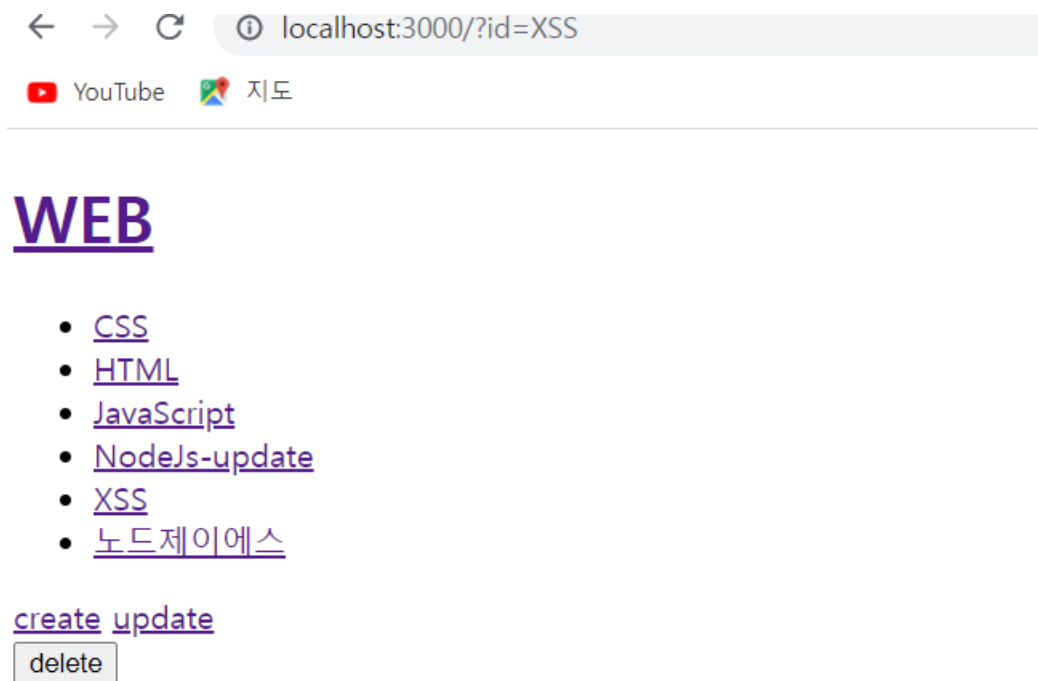 localhost:3000/?id=XSS
YouTube 지도
WEB
CSS
HTML
JavaScript
NodeJs-update
XSS
노드제이에스
create update
delete